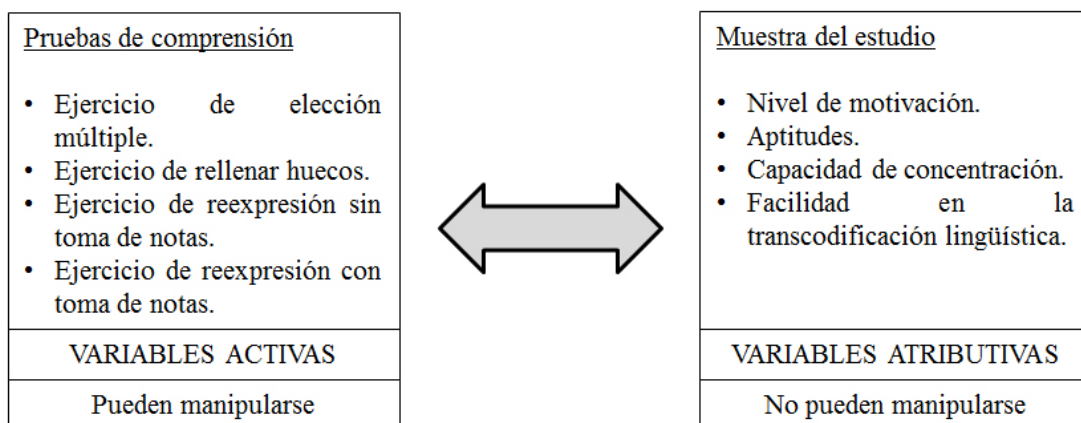 Pruebas de comprensión
• Ejercicio de elección
múltiple.
• Ejercicio de rellenar huecos.
• Ejercicio de reexpresión sin
toma de notas.
• Ejercicio de reexpresión con
toma de notas.
VARIABLES ACTIVAS
Pueden manipularse
Muestra del estudio
• Nivel de motivación.
• Aptitudes.
• Capacidad de concentración.
• Facilidad en la
transcodificación lingüística.
VARIABLES ATRIBUTIVAS
No pueden manipularse